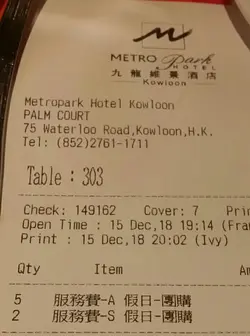 METRO Park
HOTEL
九龍維景酒店
Kowloon
Metropark Hotel Kowloon
PALM COURT
75 Waterloo Road,Kowloon,H.K.
Tel: (852)2761-1711
Table : 303
Check: 149162 Cover: 7 Prin
Open Time : 15 Dec,18 19:14 (Fra
Print : 15 Dec,18 20:02 (Ivy)
Qty Item Am
5 服務費-A 假日-團購
2 服務費-S 假日-團購